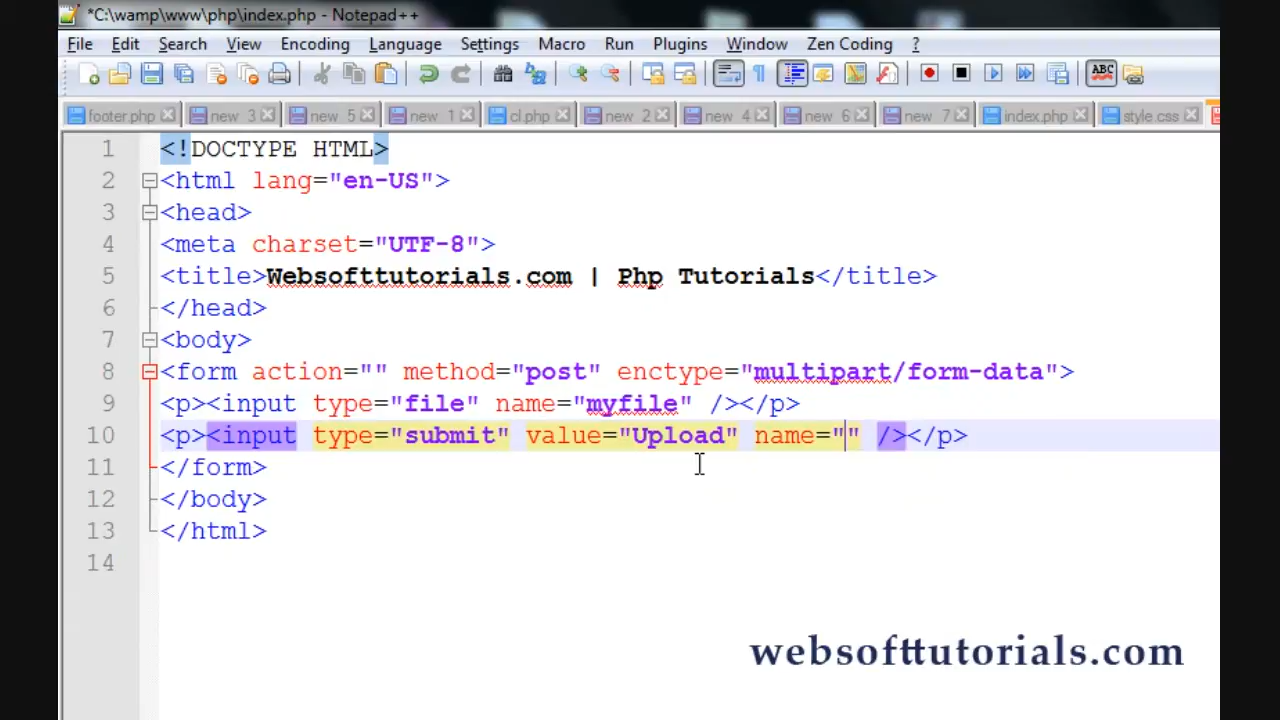 *C:\wamp\www\php\index.php - Notepad++
File Edit Search View Encoding Language Settings Macro Run Plugins Window Zen Coding ?
ABC
footer.php new 3 new 5 new 1 cl.php new 2 new 4 new 6 new 7 index.php style.css
1 <!DOCTYPE HTML>
2 <html lang="en-US">
3 <head>
4 <meta charset="UTF-8">
5 <title>Websofttutorials.com | Php Tutorials</title>
6 </head>
7 <body>
8 <form action="" method="post" enctype="multipart/form-data">
9 <p><input type="file" name="myfile" /></p>
10 <p><input type="submit" value="Upload" name="" /></p>
11 </form>
12 </body>
13 </html>
14
websofttutorials.com